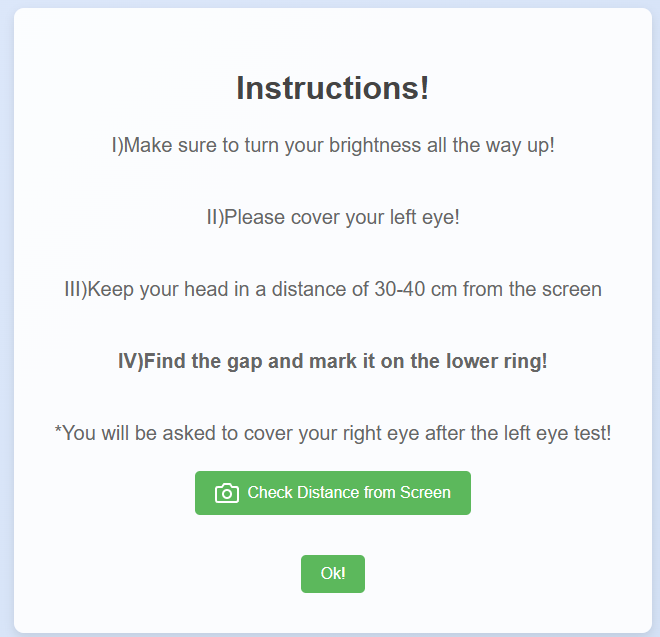 Instructions!
I)Make sure to turn your brightness all the way up!
II)Please cover your left eye!
III)Keep your head in a distance of 30-40 cm from the screen
IV)Find the gap and mark it on the lower ring!
*You will be asked to cover your right eye after the left eye test!
Check Distance from Screen
Ok!